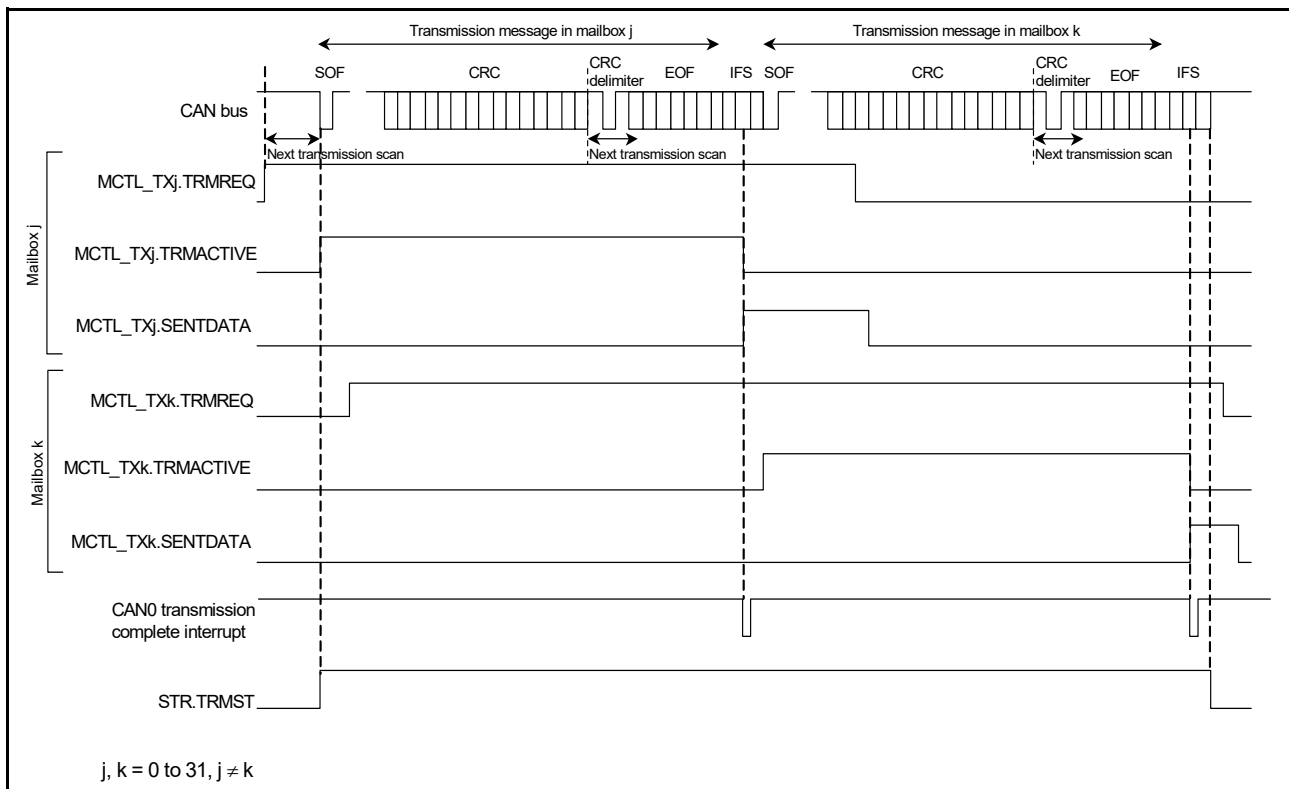 Transmission message in mailbox j
Transmission message in mailbox k
SOF
CRC
CRC
delimiter
EOF
IFS
SOF
CRC
CRC
delimiter
EOF
IFS
CAN bus
Next transmission scan
Next transmission scan
Next transmission scan
Mailbox j
MCTL_TXj.TRMREQ
MCTL_TXj.TRMACTIVE
MCTL_TXj.SENTDATA
Mailbox k
MCTL_TXk.TRMREQ
MCTL_TXk.TRMACTIVE
MCTL_TXk.SENTDATA
CAN0 transmission
complete interrupt
STR.TRMST
j, k = 0 to 31, j ≠ k